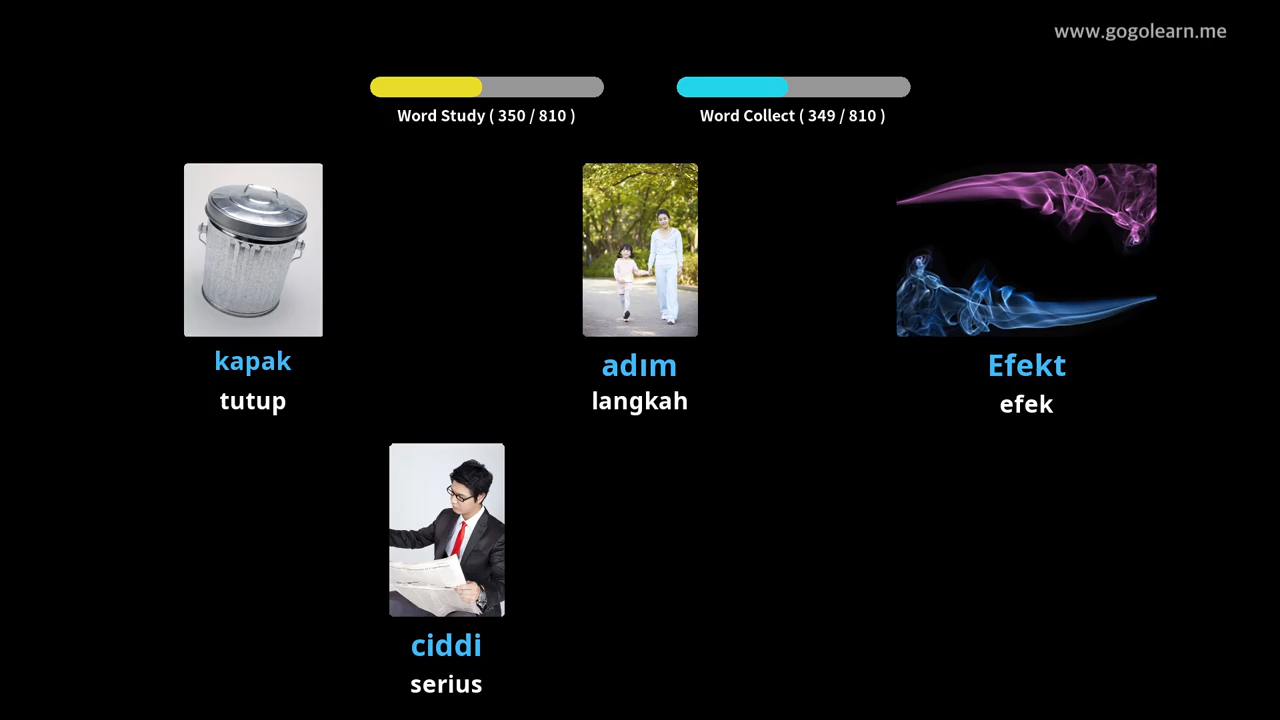 www.gogolearn.me
Word Study ( 350 / 810 )
Word Collect ( 349 / 810 )
kapak
tutup
adım
langkah
Efekt
efek
ciddi
serius